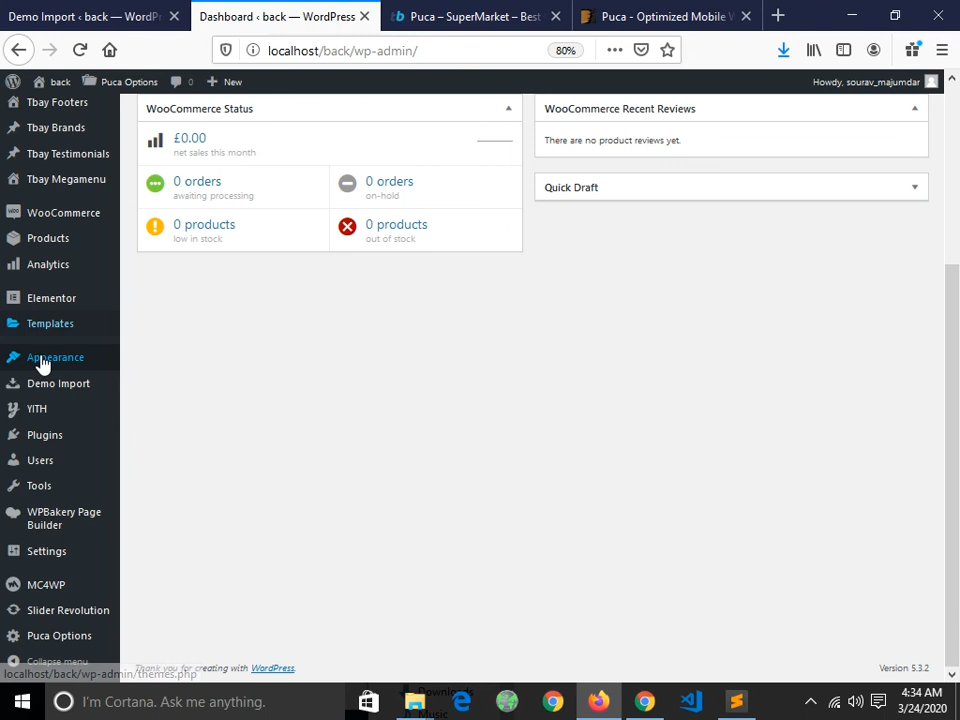 Demo Import ‹ back — WordPr
Dashboard ‹ back — WordPress
Puca – SuperMarket – Best
Puca - Optimized Mobile W
localhost/back/wp-admin/
80%
back
Puca Options
0
New
Howdy, sourav_majumdar
Tbay Footers
Tbay Brands
Tbay Testimonials
Tbay Megamenu
WooCommerce
Products
Analytics
Elementor
Templates
Appearance
Demo Import
YITH
Plugins
Users
Tools
WPBakery Page
Builder
Settings
MC4WP
Slider Revolution
Puca Options
Collapse menu
WooCommerce Status
£0.00
net sales this month
0 orders
awaiting processing
0 orders
on-hold
0 products
low in stock
0 products
out of stock
WooCommerce Recent Reviews
There are no product reviews yet.
Quick Draft
Thank you for creating with WordPress.
Version 5.3.2
localhost/back/wp-admin/themes.php
I'm Cortana. Ask me anything.
Downloads
Music
4:34 AM
3/24/2020